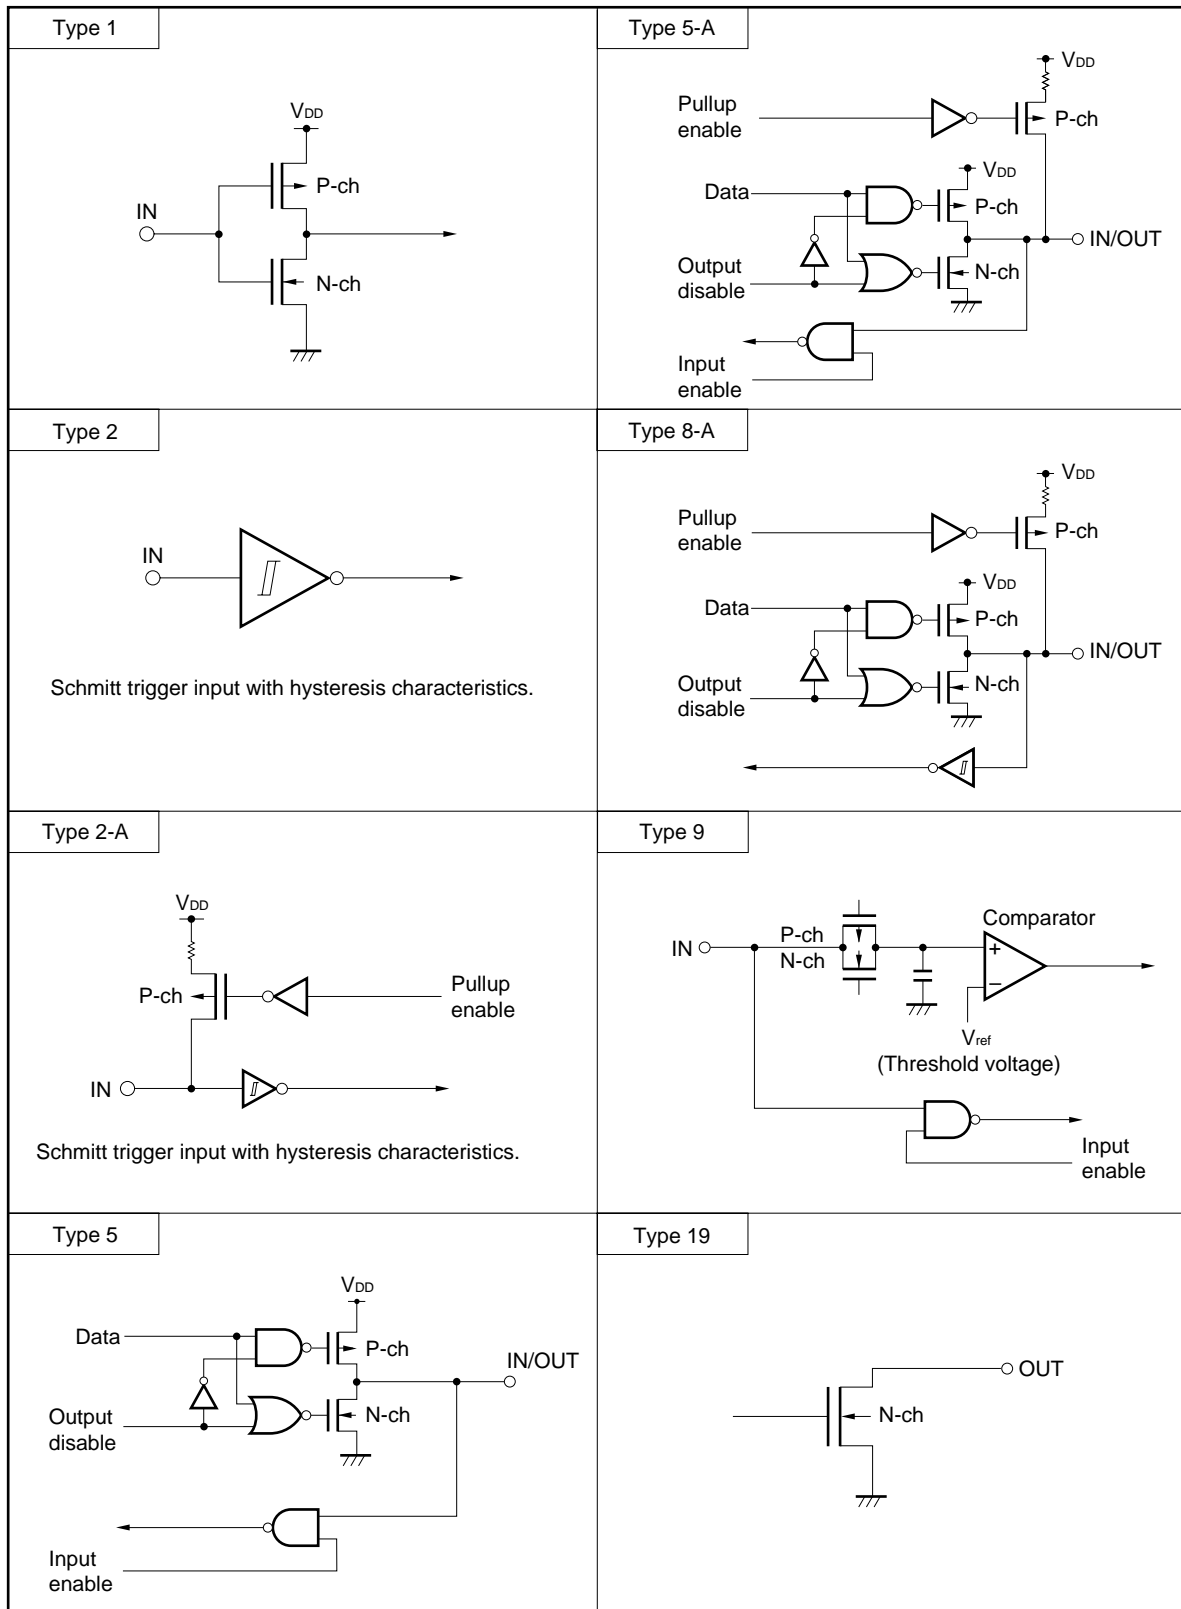 Type 1
VDD
P-ch
IN
N-ch
Type 5-A
VDD
Pullup
enable
P-ch
VDD
Data
P-ch
IN/OUT
Output
disable
N-ch
Input
enable
Type 2
IN
Schmitt trigger input with hysteresis characteristics.
Type 8-A
VDD
Pullup
enable
P-ch
VDD
Data
P-ch
IN/OUT
Output
disable
N-ch
Type 2-A
VDD
P-ch
Pullup
enable
IN
Schmitt trigger input with hysteresis characteristics.
Type 9
Comparator
P-ch
IN
N-ch
+
−
Vref
(Threshold voltage)
Input
enable
Type 5
VDD
Data
P-ch
IN/OUT
Output
disable
N-ch
Input
enable
Type 19
OUT
N-ch